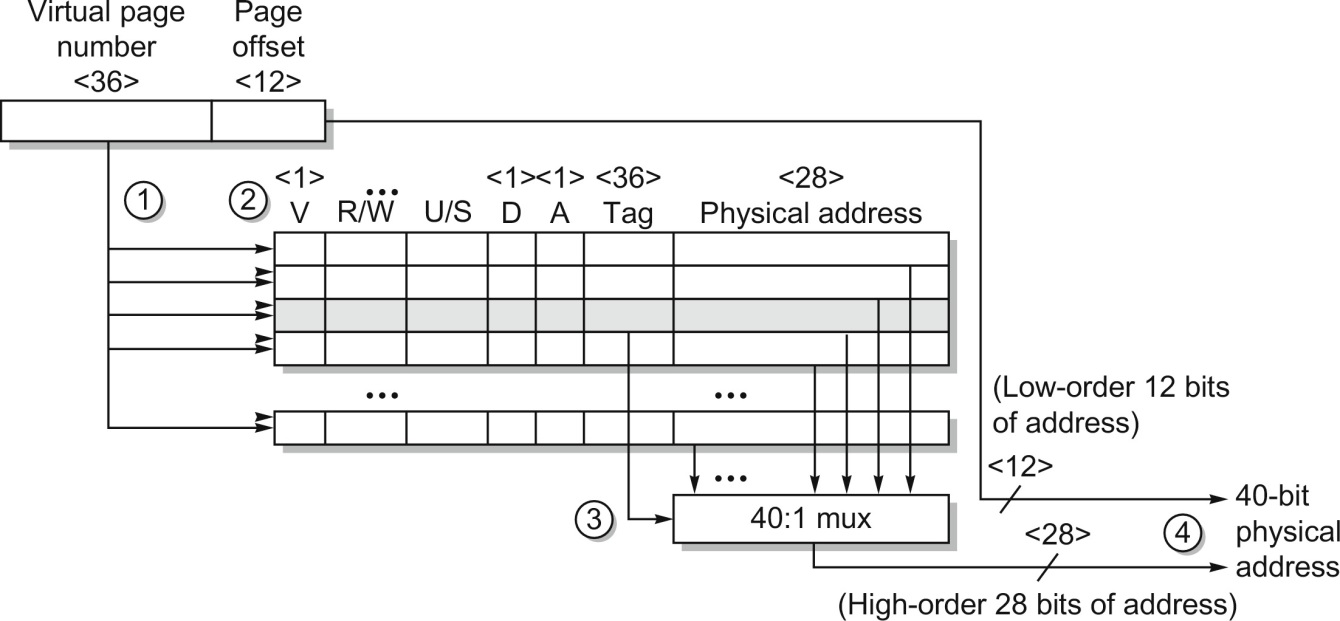 Virtual page
number
<36>
Page
offset
<12>
1
2
<1> ... <1><1> <36> <28>
V R/W U/S D A Tag Physical address
... ...
(Low-order 12 bits
of address)
<12>
...
3
40:1 mux
40-bit
physical
address
<28>
4
(High-order 28 bits of address)